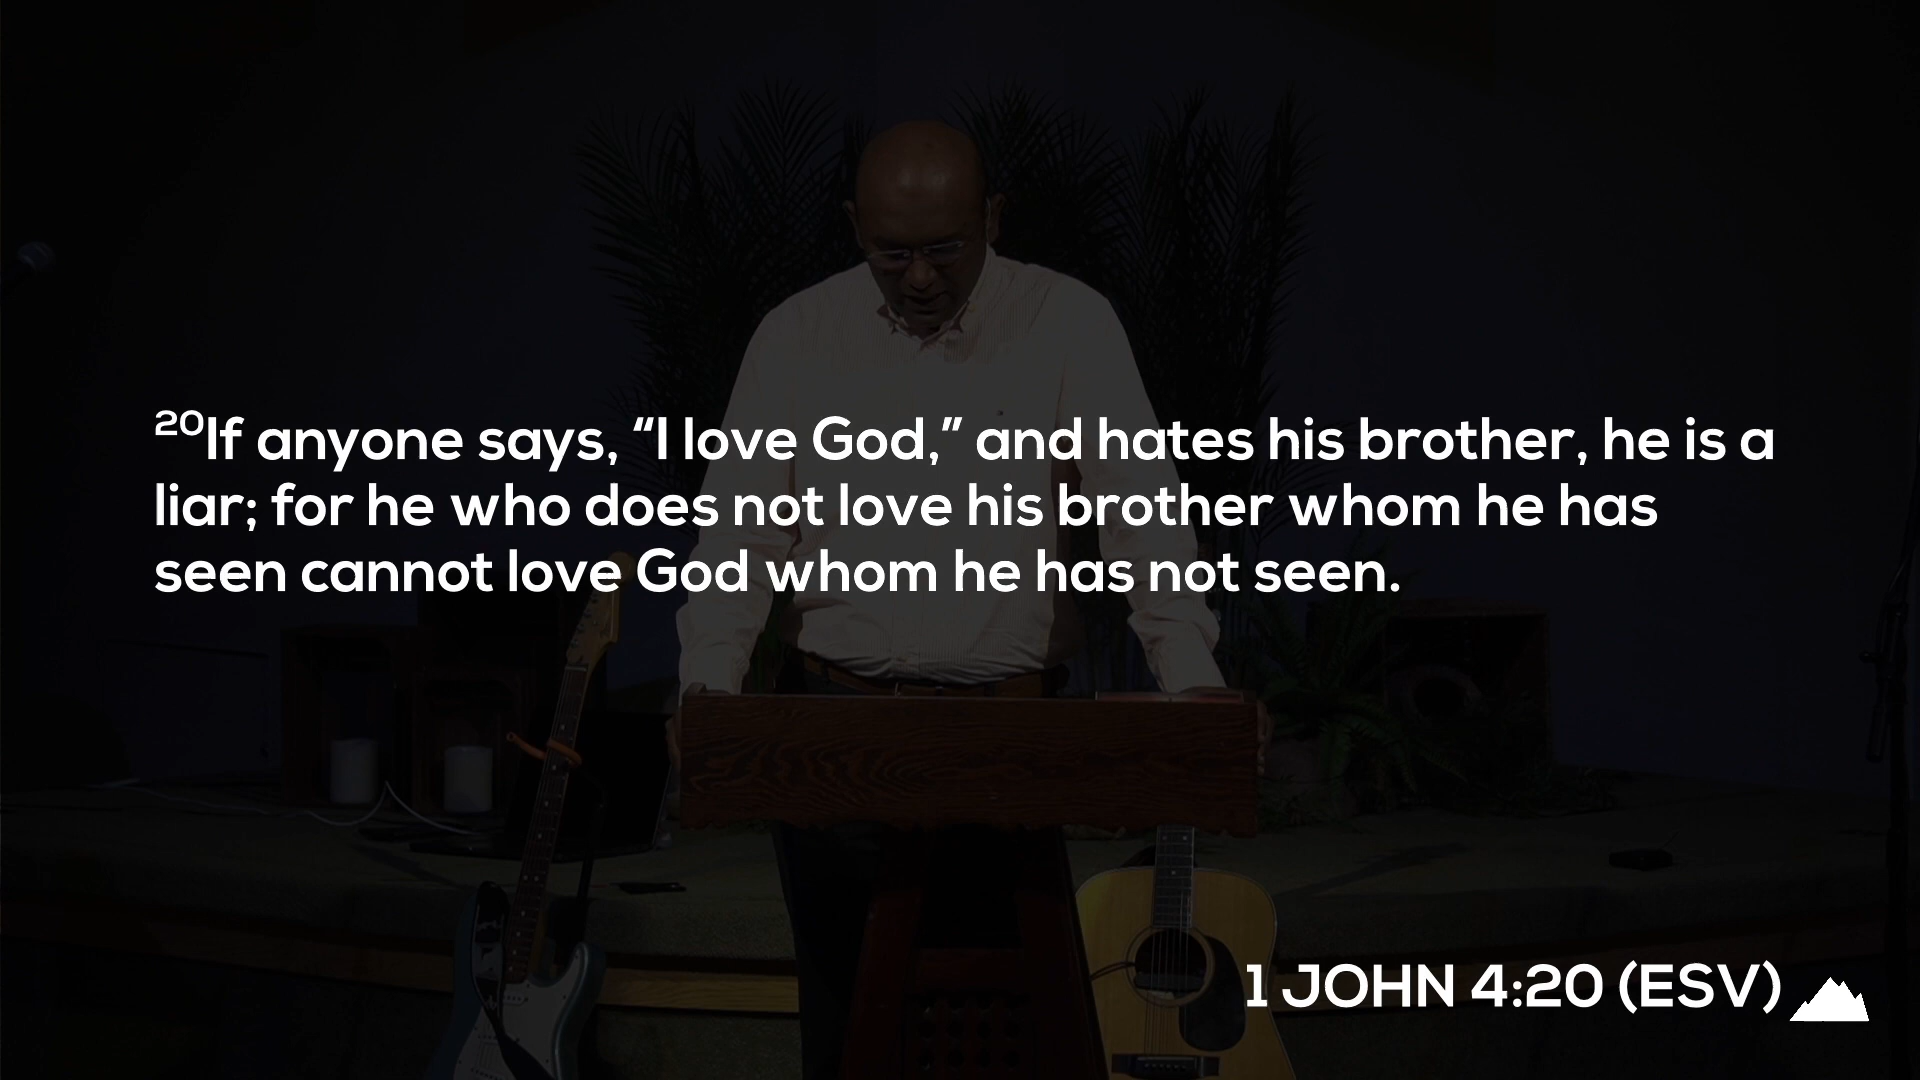 20If anyone says, “I love God,” and hates his brother, he is a
liar; for he who does not love his brother whom he has
seen cannot love God whom he has not seen.
1 JOHN 4:20 (ESV)